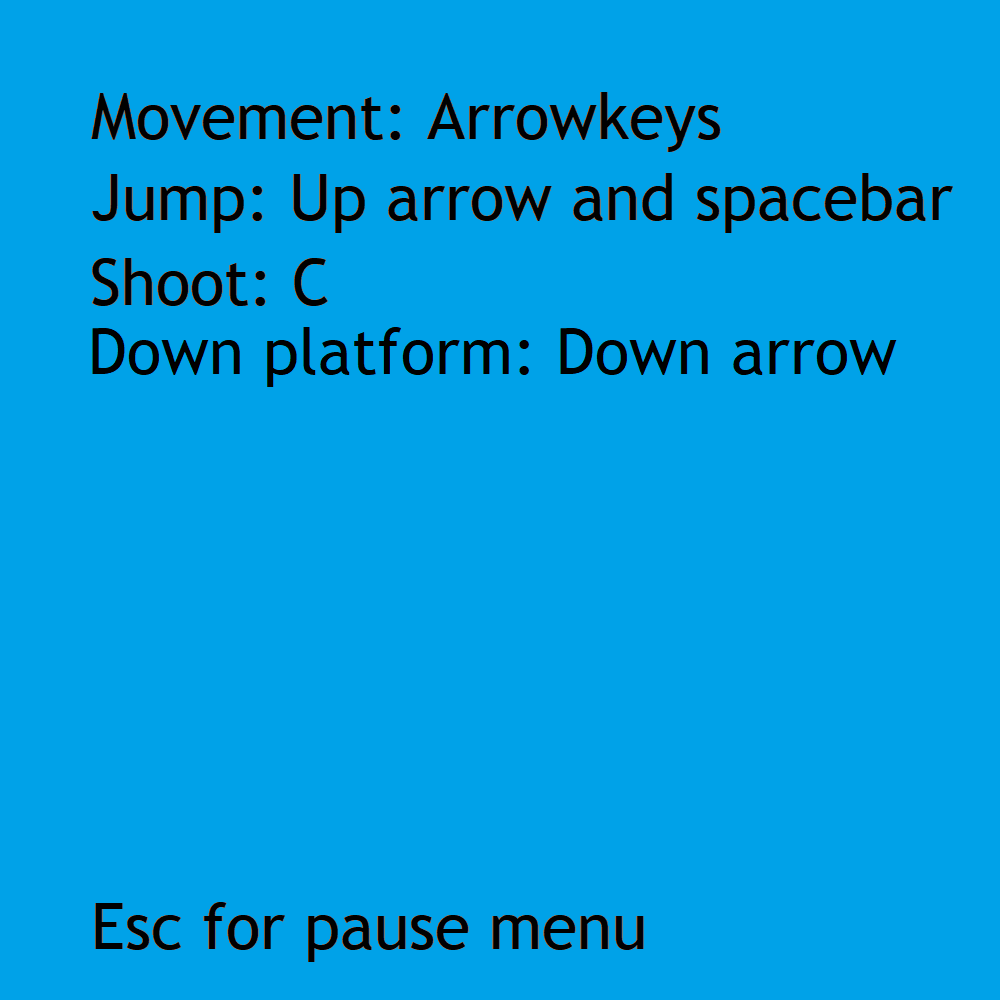 Movement: Arrowkeys
Jump: Up arrow and spacebar
Shoot: C
Down platform: Down arrow
Esc for pause menu